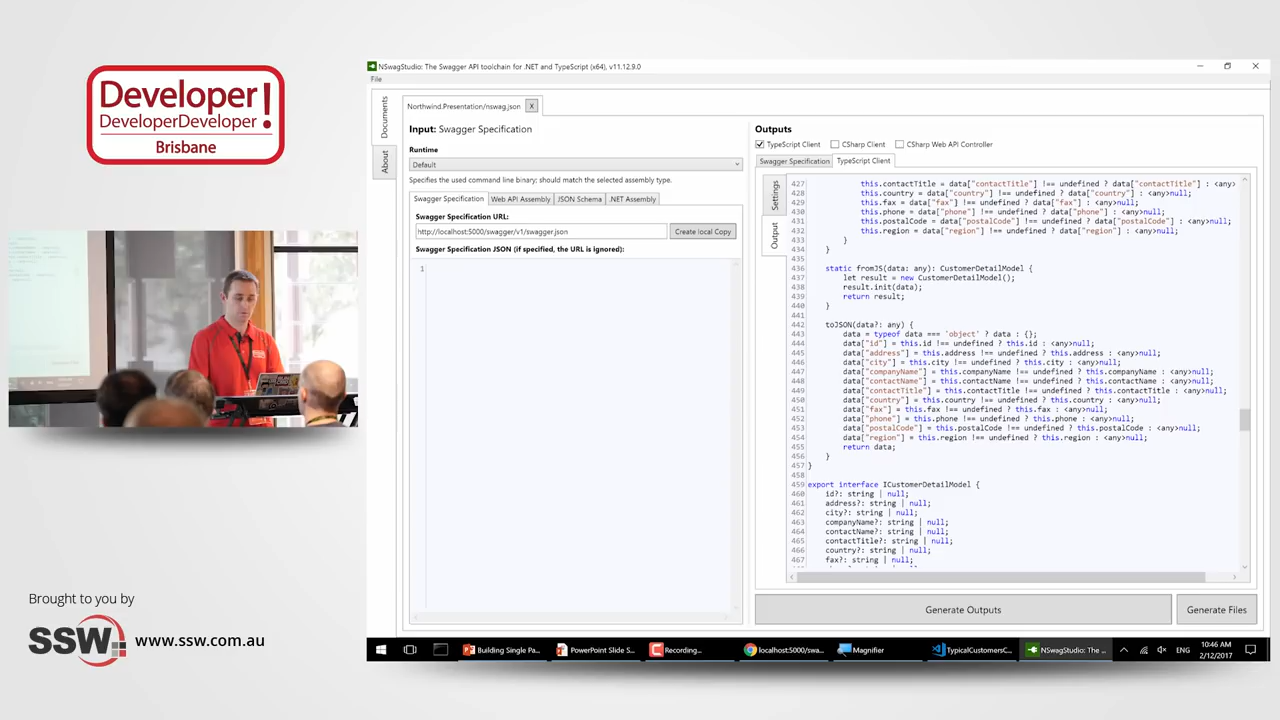 Developer!
DeveloperDeveloper
Brisbane
Brought to you by
SSW
www.ssw.com.au
NSwagStudio: The Swagger API toolchain for .NET and TypeScript (x64), v11.12.9.0
File
Documents
About
Northwind.Presentation/nswag.json x
Input: Swagger Specification
Runtime
Default
Specifies the used command line binary; should match the selected assembly type.
Swagger Specification Web API Assembly JSON Schema .NET Assembly
Swagger Specification URL:
http://localhost:5000/swagger/v1/swagger.json Create local Copy
Swagger Specification JSON (if specified, the URL is ignored):
1
Outputs
TypeScript Client CSharp Client CSharp Web API Controller
Swagger Specification TypeScript Client
Settings
Output
427 this.contactTitle = data["contactTitle"] !== undefined ? data["contactTitle"] : <any>
428 this.country = data["country"] !== undefined ? data["country"] : <any>null;
429 this.fax = data["fax"] !== undefined ? data["fax"] : <any>null;
430 this.phone = data["phone"] !== undefined ? data["phone"] : <any>null;
431 this.postalCode = data["postalCode"] !== undefined ? data["postalCode"] : <any>null;
432 this.region = data["region"] !== undefined ? data["region"] : <any>null;
433 }
434 }
435
436 static fromJS(data: any): CustomerDetailModel {
437 let result = new CustomerDetailModel();
438 result.init(data);
439 return result;
440 }
441
442 toJSON(data?: any) {
443 data = typeof data === 'object' ? data : {};
444 data["id"] = this.id !== undefined ? this.id : <any>null;
445 data["address"] = this.address !== undefined ? this.address : <any>null;
446 data["city"] = this.city !== undefined ? this.city : <any>null;
447 data["companyName"] = this.companyName !== undefined ? this.companyName : <any>null;
448 data["contactName"] = this.contactName !== undefined ? this.contactName : <any>null;
449 data["contactTitle"] = this.contactTitle !== undefined ? this.contactTitle : <any>null;
450 data["country"] = this.country !== undefined ? this.country : <any>null;
451 data["fax"] = this.fax !== undefined ? this.fax : <any>null;
452 data["phone"] = this.phone !== undefined ? this.phone : <any>null;
453 data["postalCode"] = this.postalCode !== undefined ? this.postalCode : <any>null;
454 data["region"] = this.region !== undefined ? this.region : <any>null;
455 return data;
456 }
457 }
458
459 export interface ICustomerDetailModel {
460 id?: string | null;
461 address?: string | null;
462 city?: string | null;
463 companyName?: string | null;
464 contactName?: string | null;
465 contactTitle?: string | null;
466 country?: string | null;
467 fax?: string | null;
Generate Outputs Generate Files
Building Single Pa... PowerPoint Slide S... Recording... localhost:5000/swa... Magnifier TypicalCustomersC... NSwagStudio: The ... ENG 10:46 AM
2/12/2017